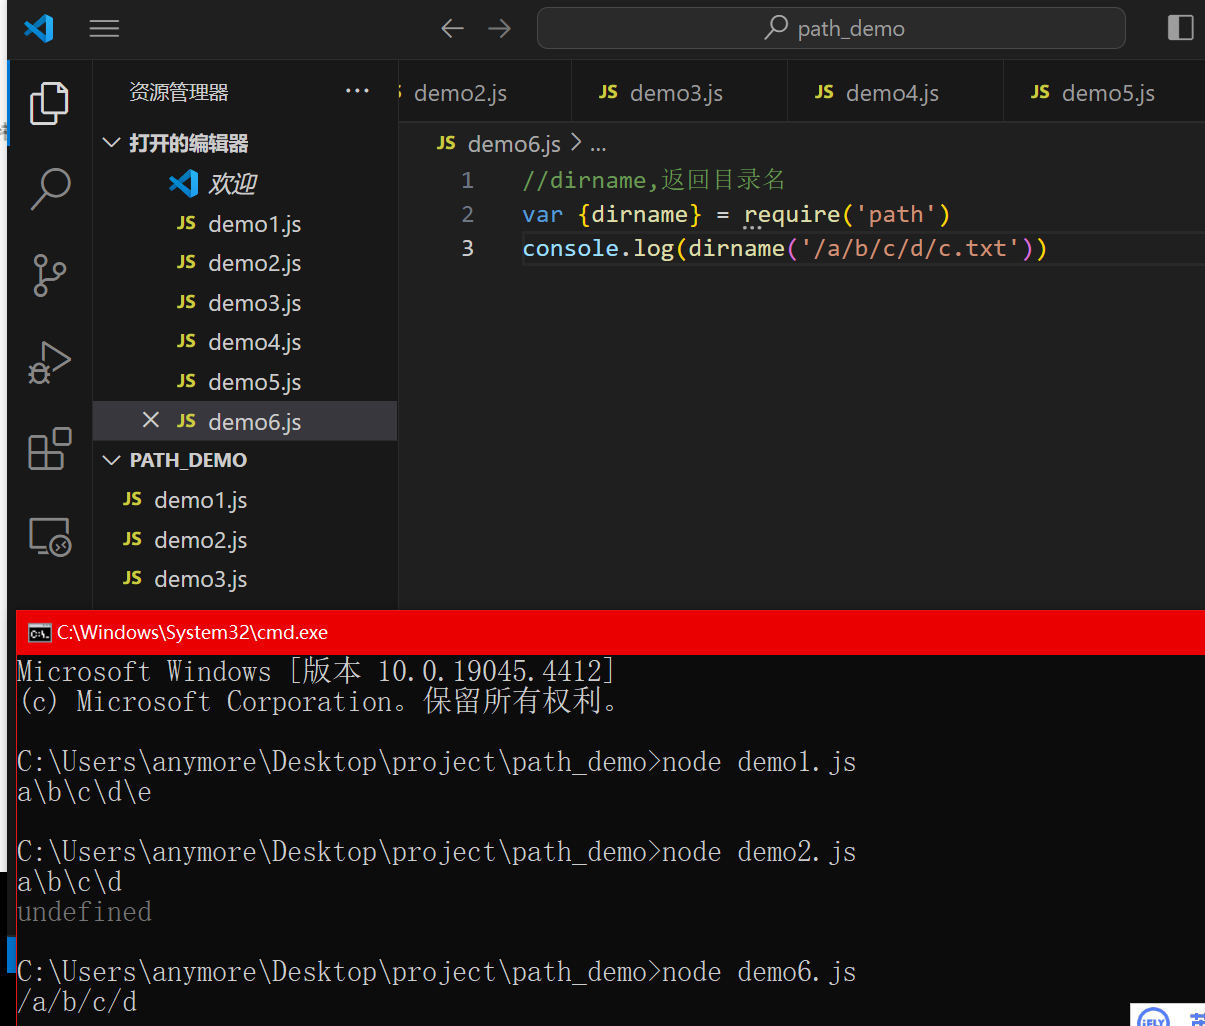 path_demo
资源管理器
打开的编辑器
欢迎
JS demo1.js
JS demo2.js
JS demo3.js
JS demo4.js
JS demo5.js
JS demo6.js
PATH_DEMO
JS demo1.js
JS demo2.js
JS demo3.js
demo2.js JS demo3.js JS demo4.js JS demo5.js
JS demo6.js > ...
1 //dirname,返回目录名
2 var {dirname} = require('path')
3 console.log(dirname('/a/b/c/d/c.txt'))
C:\Windows\System32\cmd.exe
Microsoft Windows [版本 10.0.19045.4412]
(c) Microsoft Corporation。保留所有权利。
C:\Users\anymore\Desktop\project\path_demo>node demo1.js
a\b\c\d\e
C:\Users\anymore\Desktop\project\path_demo>node demo2.js
a\b\c\d
undefined
C:\Users\anymore\Desktop\project\path_demo>node demo6.js
/a/b/c/d
iFLY